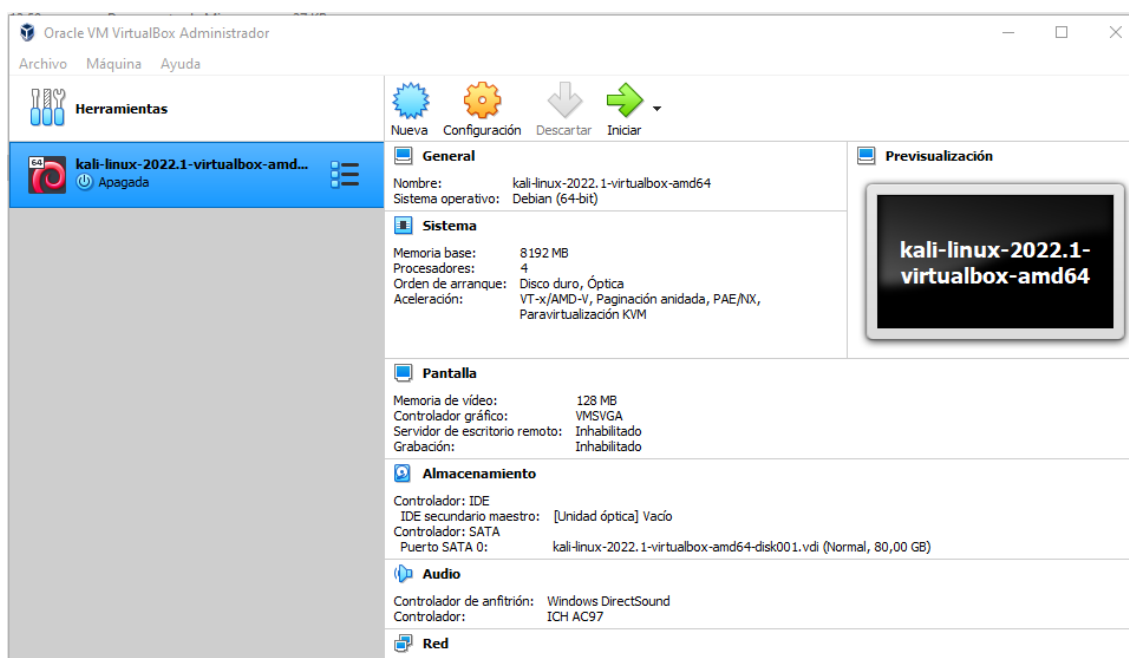 Oracle VM VirtualBox Administrador
Archivo Máquina Ayuda
Herramientas
64
kali-linux-2022.1-virtualbox-amd...
Apagada
Nueva Configuración Descartar Iniciar
General
Nombre: kali-linux-2022.1-virtualbox-amd64
Sistema operativo: Debian (64-bit)
Previsualización
kali-linux-2022.1-
virtualbox-amd64
Sistema
Memoria base: 8192 MB
Procesadores: 4
Orden de arranque: Disco duro, Óptica
Aceleración: VT-x/AMD-V, Paginación anidada, PAE/NX,
Paravirtualización KVM
Pantalla
Memoria de vídeo: 128 MB
Controlador gráfico: VMSVGA
Servidor de escritorio remoto: Inhabilitado
Grabación: Inhabilitado
Almacenamiento
Controlador: IDE
IDE secundario maestro: [Unidad óptica] Vacío
Controlador: SATA
Puerto SATA 0: kali-linux-2022.1-virtualbox-amd64-disk001.vdi (Normal, 80,00 GB)
Audio
Controlador de anfitrión: Windows DirectSound
Controlador: ICH AC97
Red